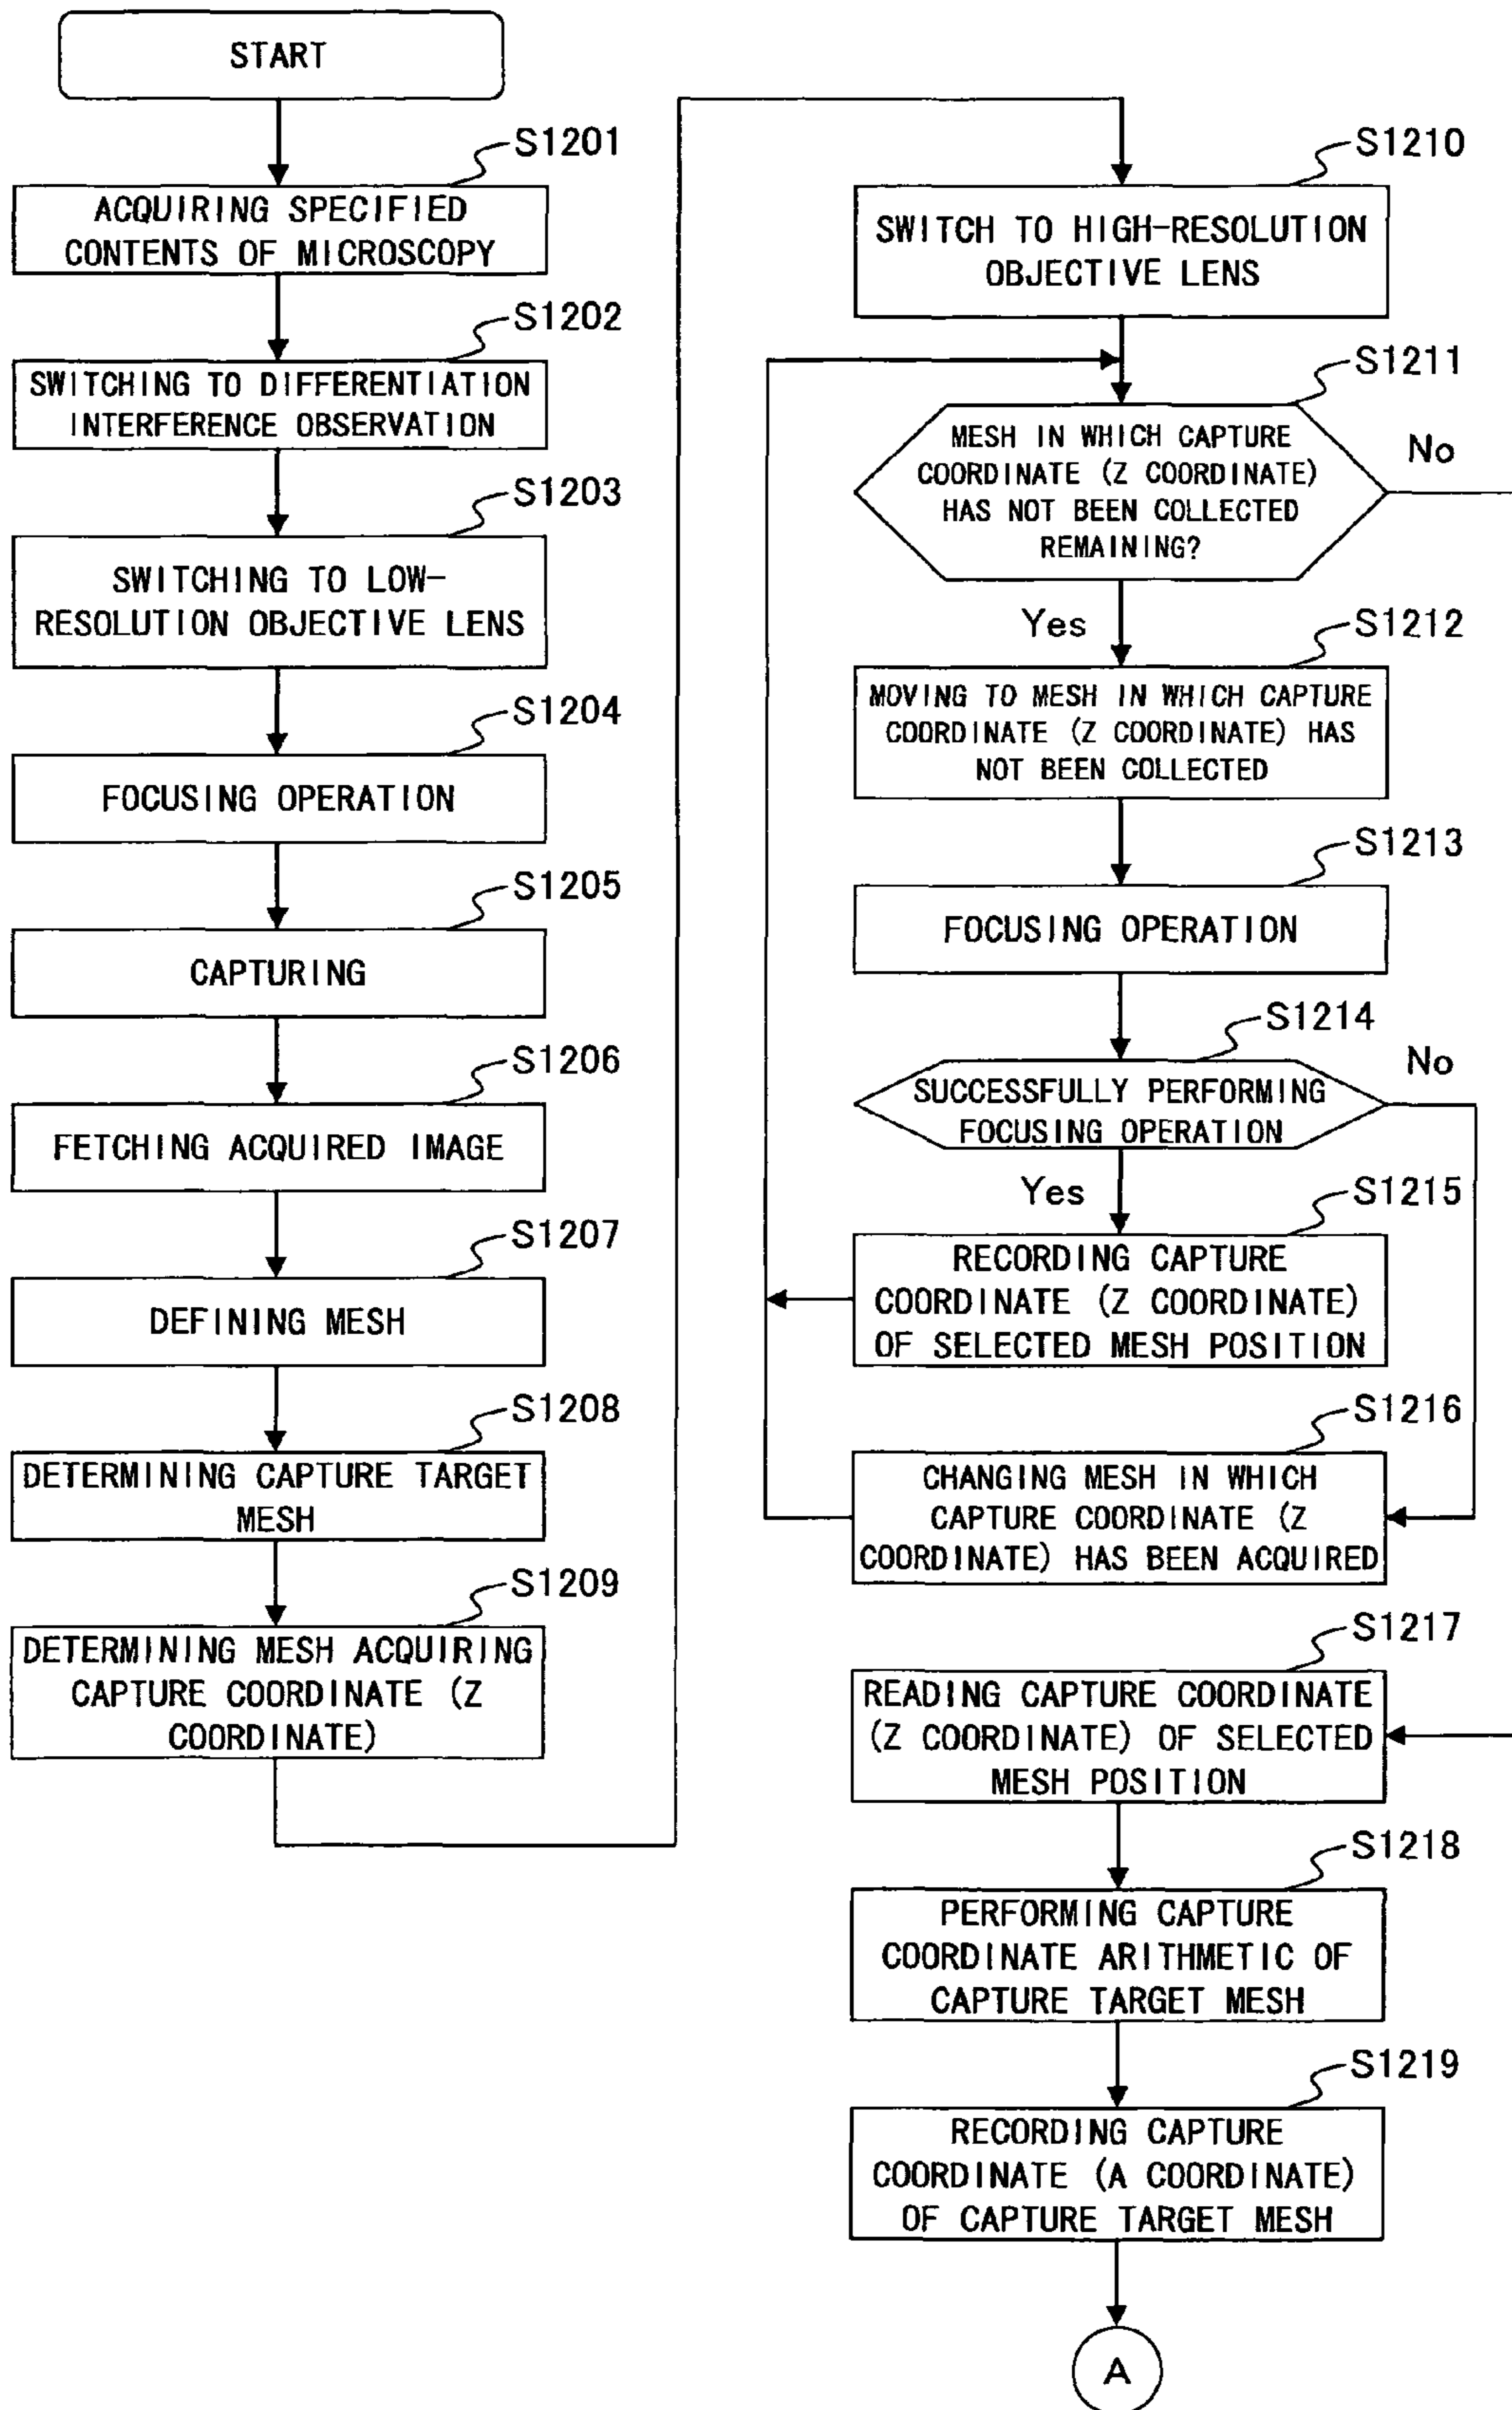 START
S1201
ACQUIRING SPECIFIED
CONTENTS OF MICROSCOPY
S1202
SWITCHING TO DIFFERENTIATION
INTERFERENCE OBSERVATION
S1203
SWITCHING TO LOW-
RESOLUTION OBJECTIVE LENS
S1204
FOCUSING OPERATION
S1205
CAPTURING
S1206
FETCHING ACQUIRED IMAGE
S1207
DEFINING MESH
S1208
DETERMINING CAPTURE TARGET
MESH
S1209
DETERMINING MESH ACQUIRING
CAPTURE COORDINATE (Z
COORDINATE)
S1210
SWITCH TO HIGH-RESOLUTION
OBJECTIVE LENS
S1211
MESH IN WHICH CAPTURE
COORDINATE (Z COORDINATE)
HAS NOT BEEN COLLECTED
REMAINING?
No
Yes
S1212
MOVING TO MESH IN WHICH CAPTURE
COORDINATE (Z COORDINATE) HAS
NOT BEEN COLLECTED
S1213
FOCUSING OPERATION
S1214
SUCCESSFULLY PERFORMING
FOCUSING OPERATION
No
Yes
S1215
RECORDING CAPTURE
COORDINATE (Z COORDINATE)
OF SELECTED MESH POSITION
S1216
CHANGING MESH IN WHICH
CAPTURE COORDINATE (Z
COORDINATE) HAS BEEN ACQUIRED
S1217
READING CAPTURE COORDINATE
(Z COORDINATE) OF SELECTED
MESH POSITION
S1218
PERFORMING CAPTURE
COORDINATE ARITHMETIC OF
CAPTURE TARGET MESH
S1219
RECORDING CAPTURE
COORDINATE (A COORDINATE)
OF CAPTURE TARGET MESH
A